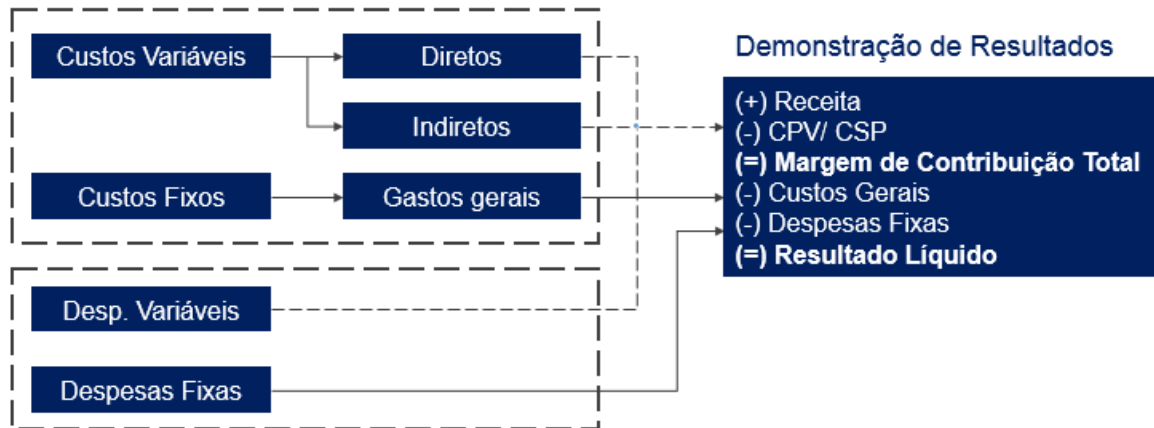 Custos Variáveis
Diretos
Indiretos
Custos Fixos
Gastos gerais
Desp. Variáveis
Despesas Fixas
Demonstração de Resultados
(+) Receita
(-) CPV/ CSP
(=) Margem de Contribuição Total
(-) Custos Gerais
(-) Despesas Fixas
(=) Resultado Líquido